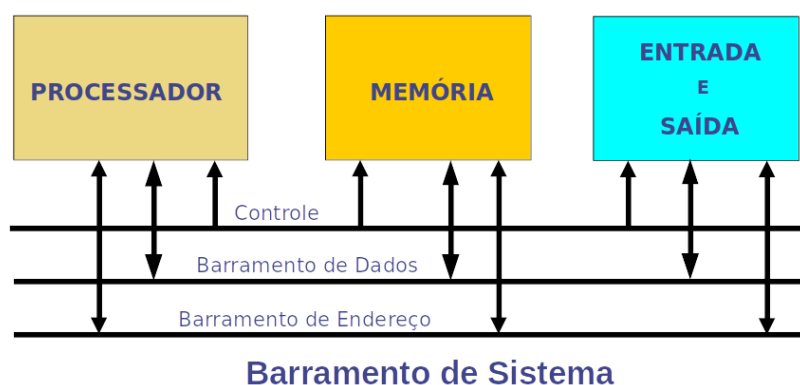 PROCESSADOR
MEMÓRIA
ENTRADA
E
SAÍDA
Controle
Barramento de Dados
Barramento de Endereço
Barramento de Sistema